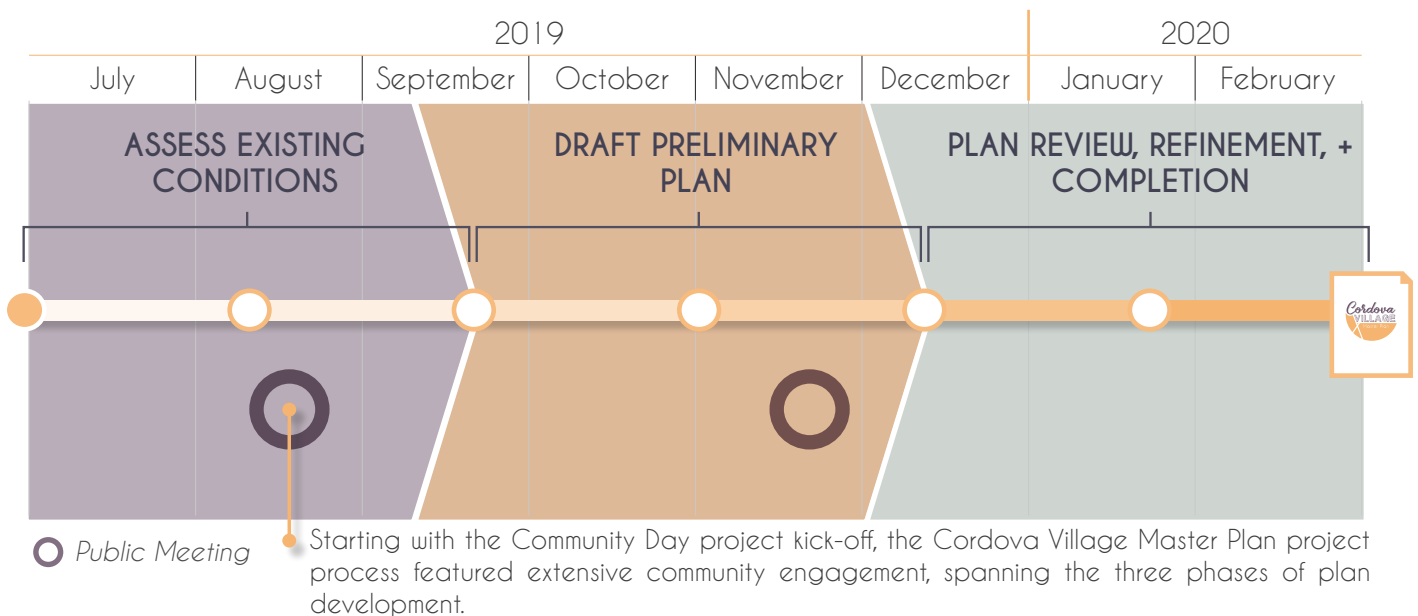 2019 2020
July August September October November December January February
ASSESS EXISTING
CONDITIONS
DRAFT PRELIMINARY
PLAN
PLAN REVIEW, REFINEMENT, +
COMPLETION
Cordova
VILLAGE
Public Meeting
Starting with the Community Day project kick-off, the Cordova Village Master Plan project
process featured extensive community engagement, spanning the three phases of plan
development.